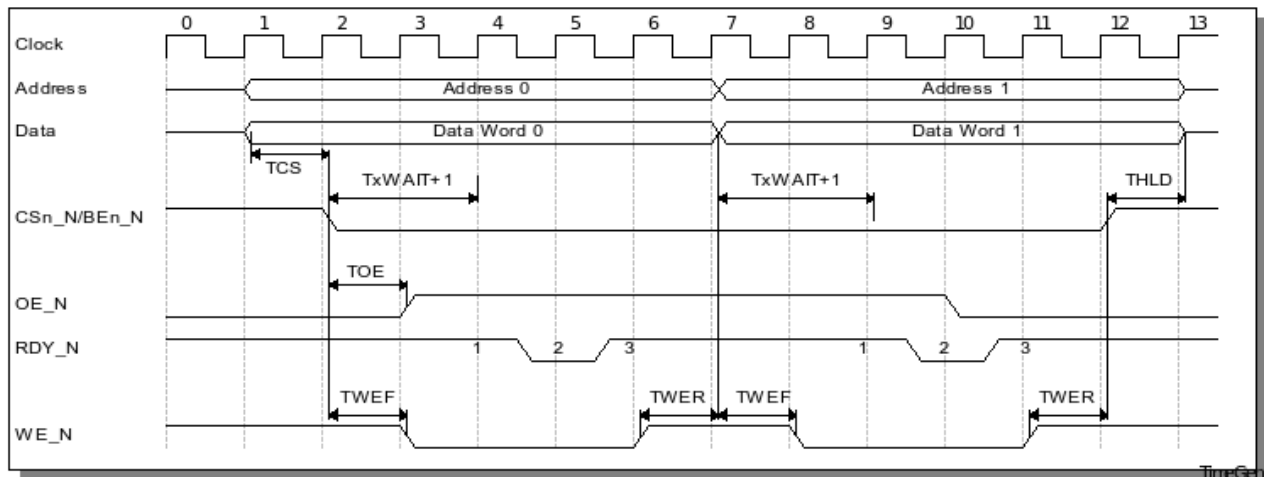 0 1 2 3 4 5 6 7 8 9 10 11 12 13
Clock
Address Address 0 Address 1
Data Data Word 0 Data Word 1
TCS TxWAIT+1 TxWAIT+1 THLD
CSn_N/BEn_N
TOE
OE_N
RDY_N 1 2 3 1 2 3
TWEF TWER TWEF TWER
WE_N